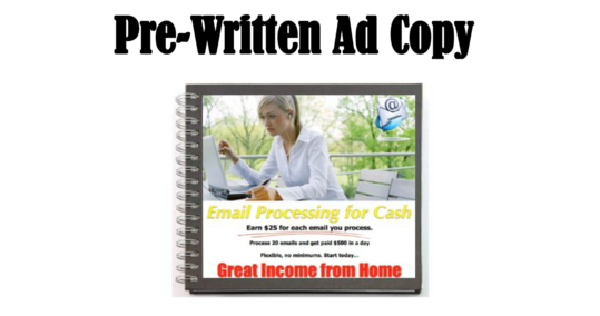 Pre-Written Ad Copy
@
Email Processing for Cash
Earn $25 for each email you process.
Process 20 emails and get paid $500 in a day
Flexible, no minimums. Start today...
Great Income from Home